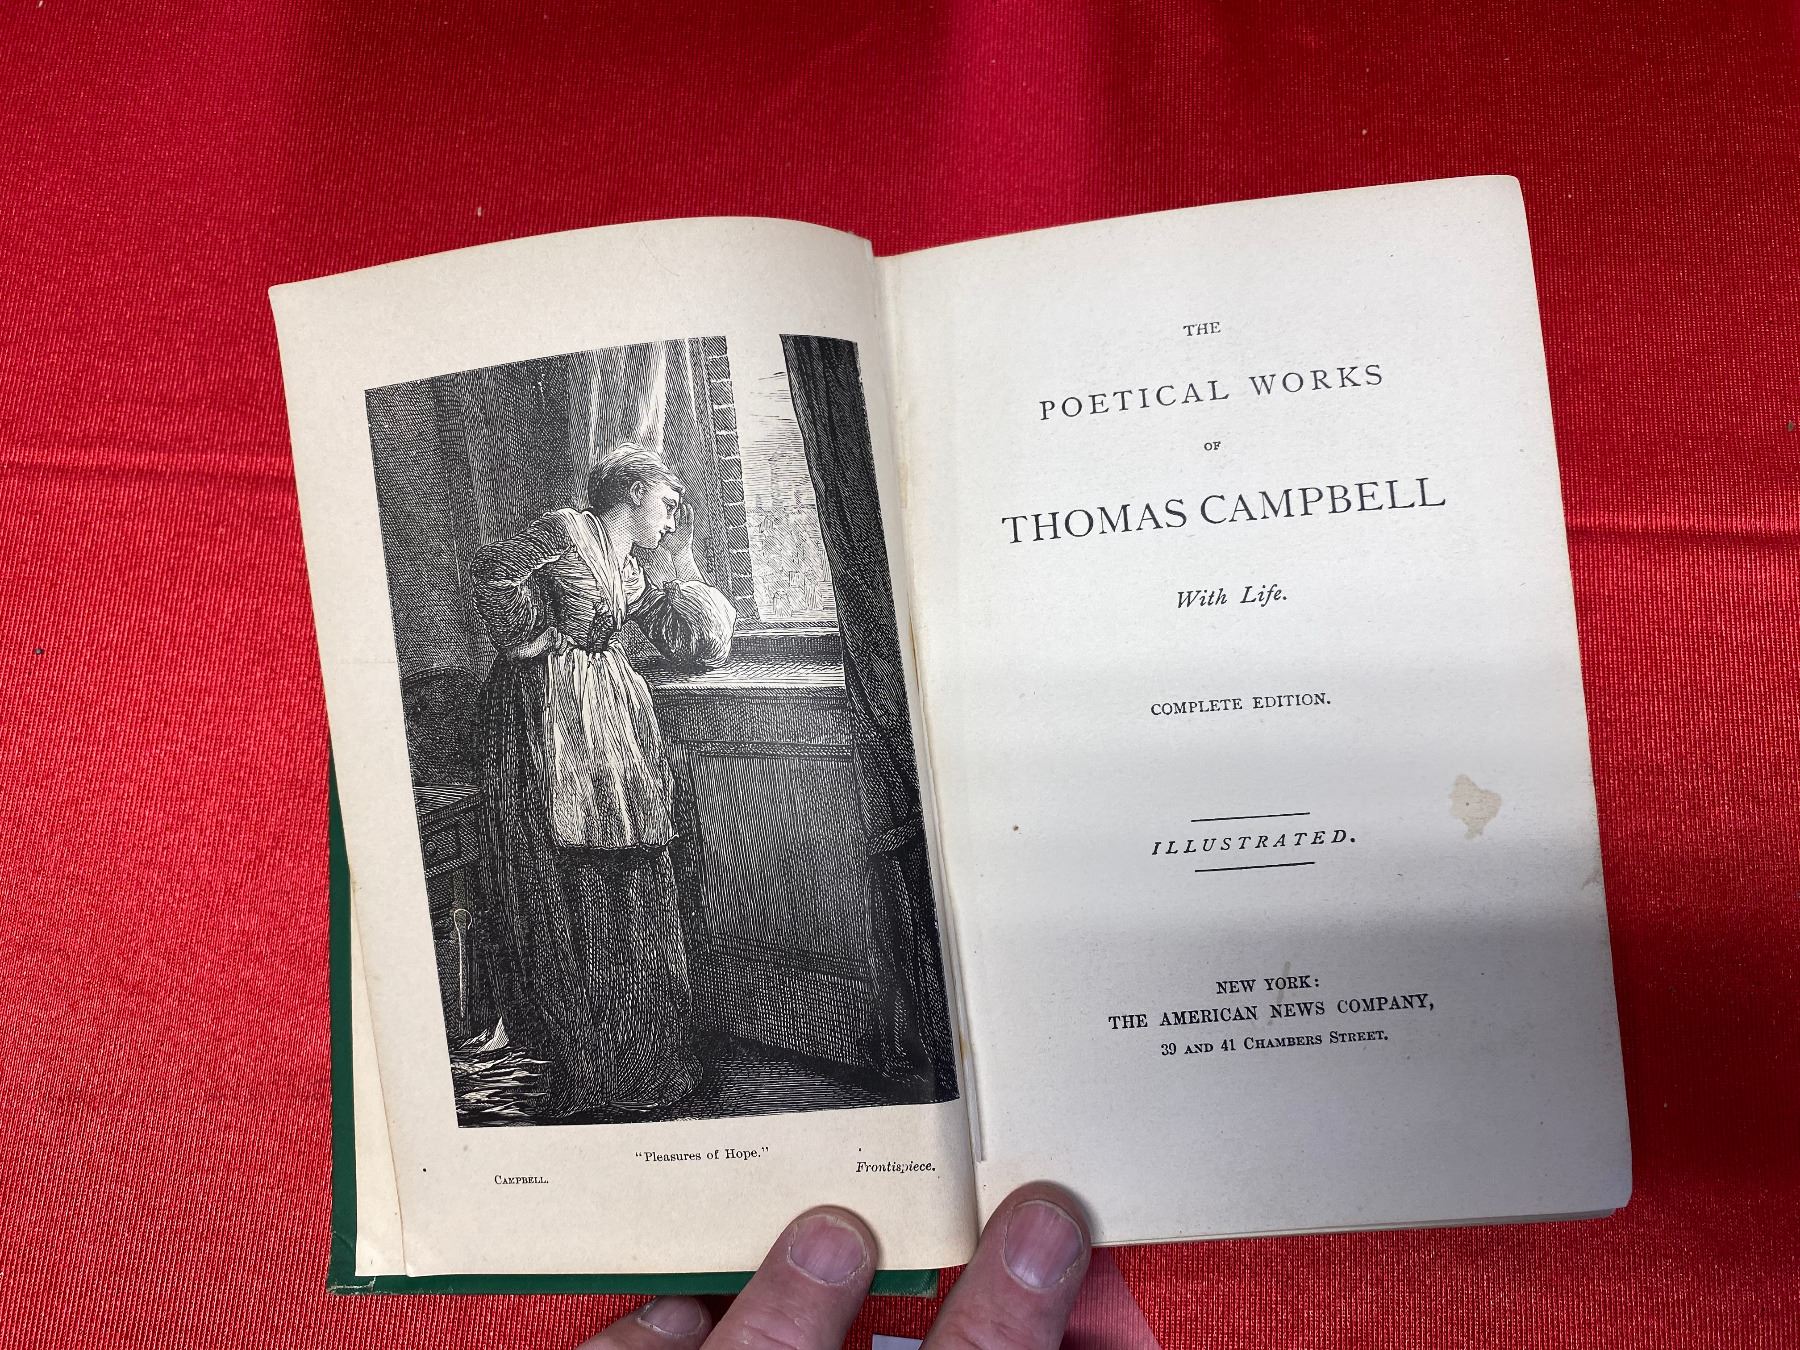 "Pleasures of Hope."
CAMPBELL.
Frontispiece.
THE
POETICAL WORKS
OF
THOMAS CAMPBELL
With Life.
COMPLETE EDITION.
ILLUSTRATED.
NEW YORK:
THE AMERICAN NEWS COMPANY,
39 AND 41 CHAMBERS STREET.